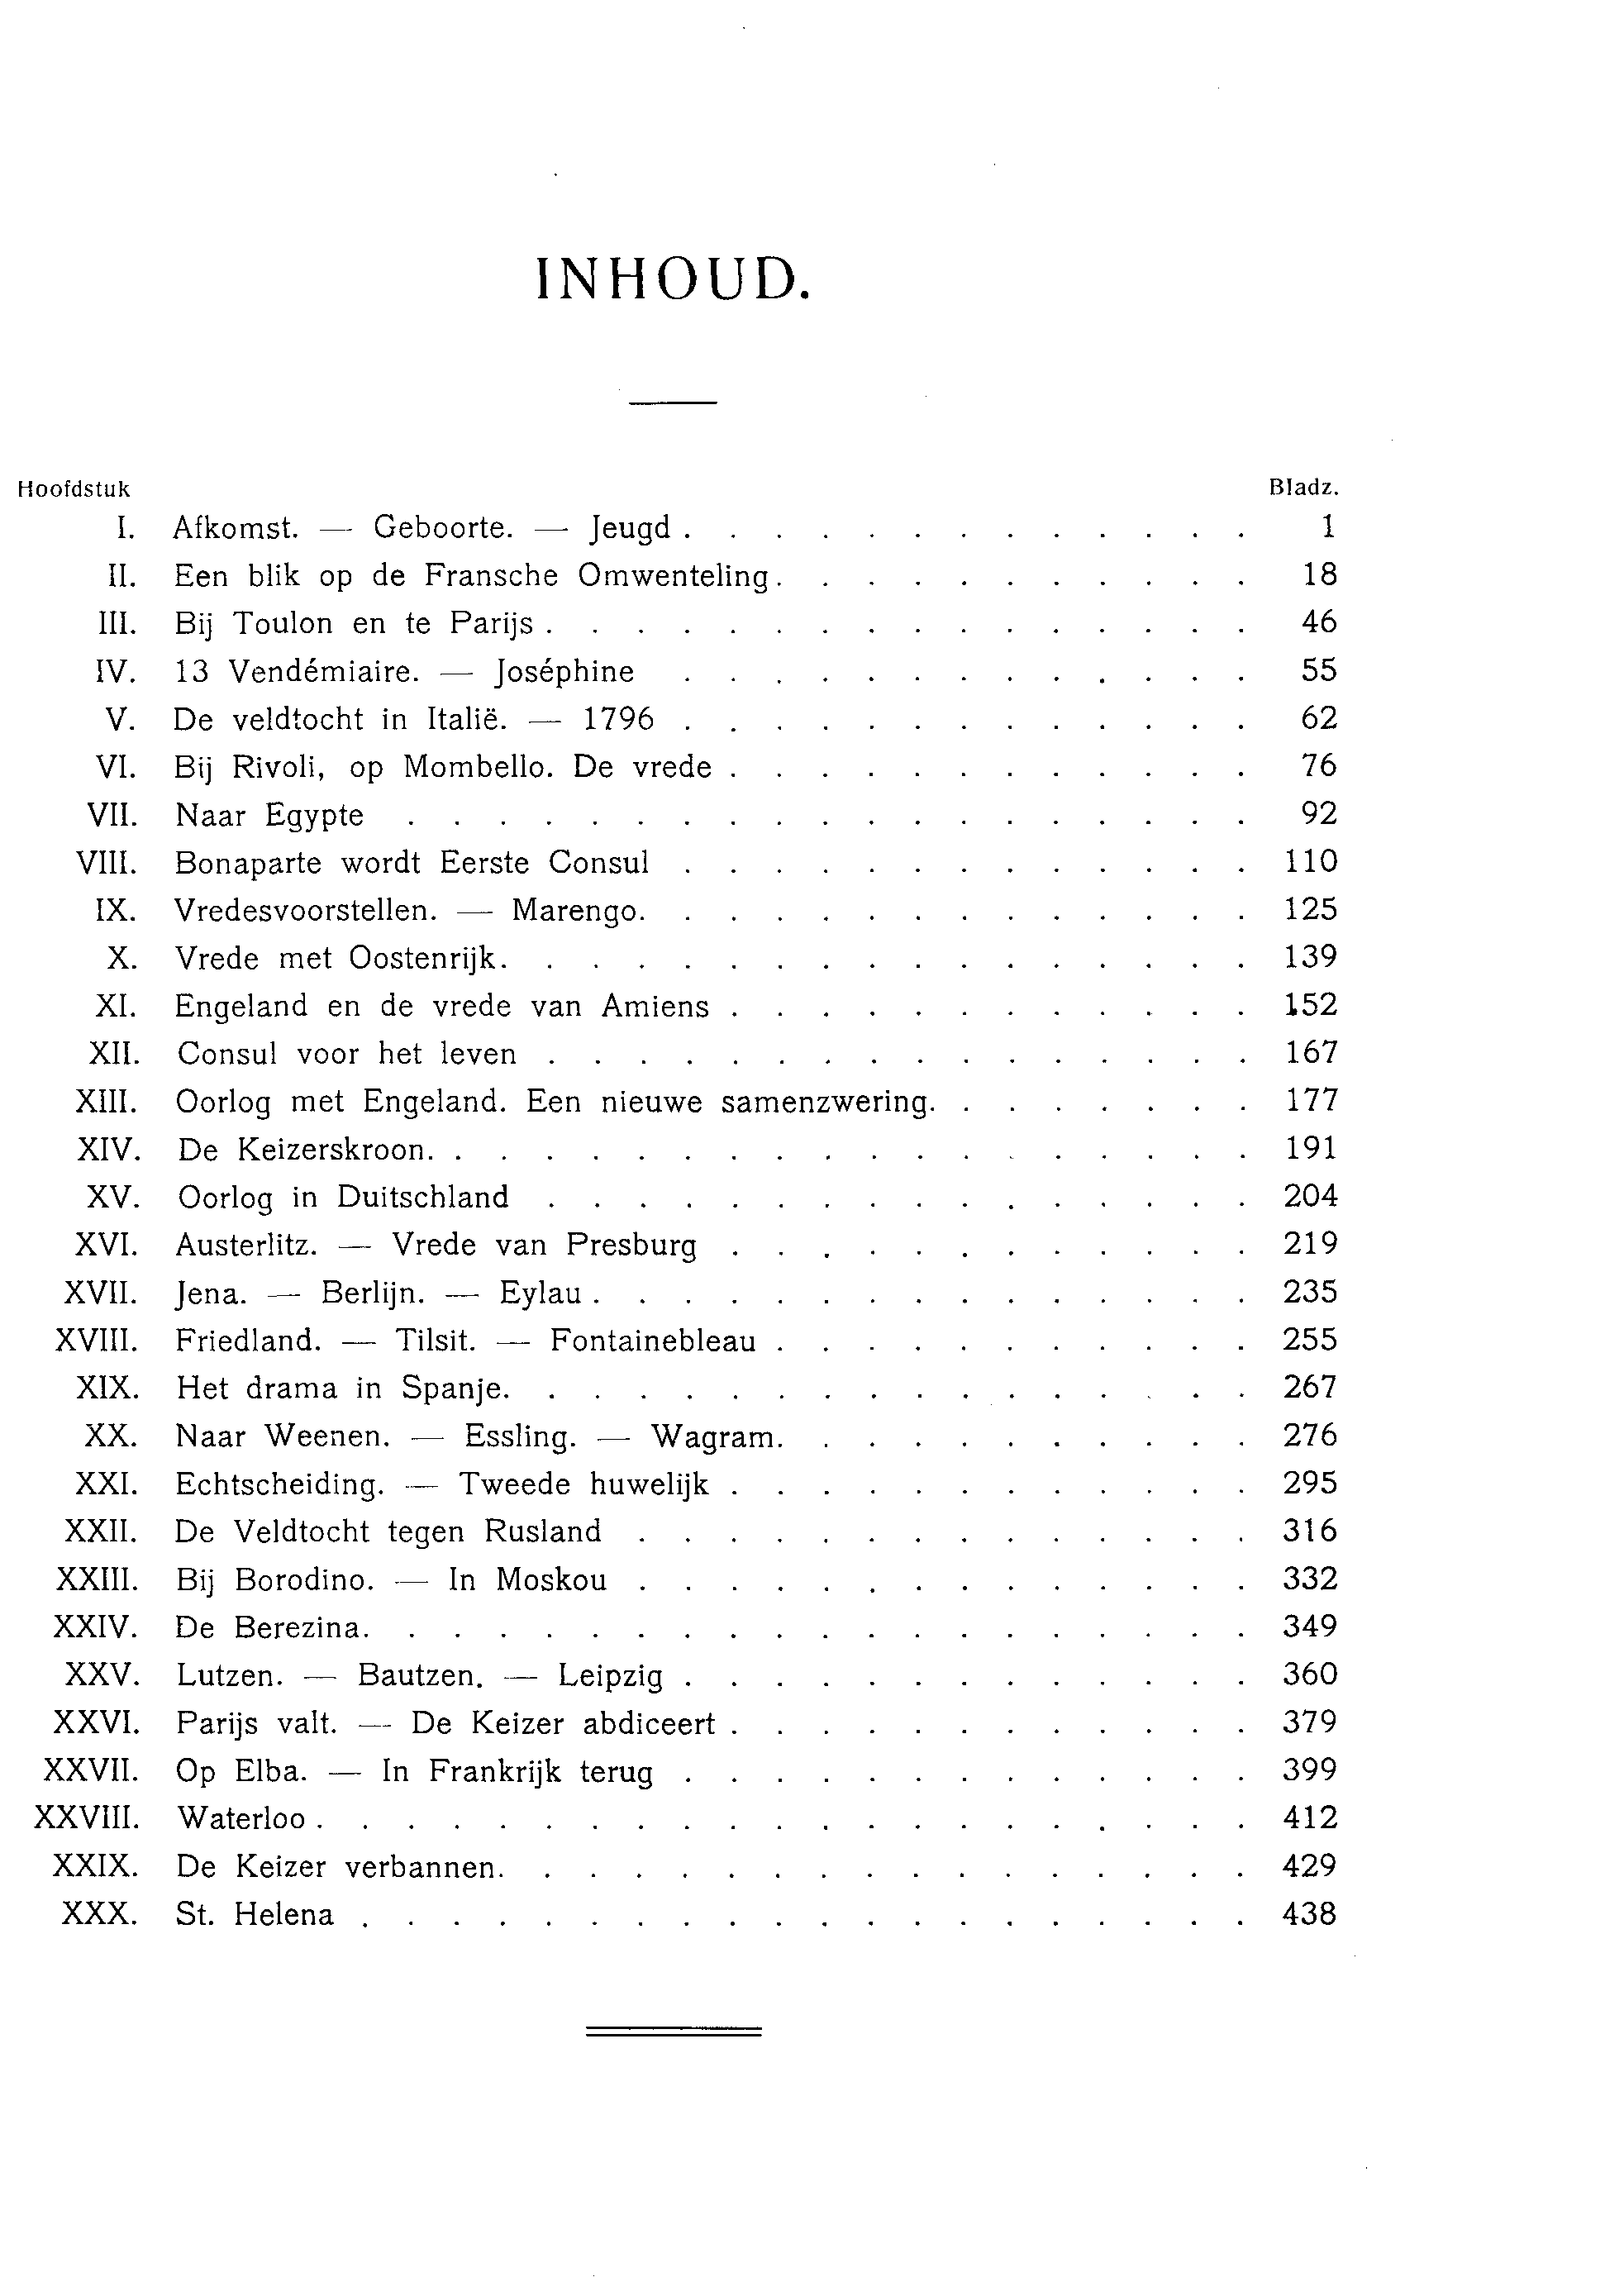 INHOUD.
Hoofdstuk Bladz.
I. Afkomst. — Geboorte. — Jeugd . . . . . . . . . . . . . 1
II. Een blik op de Fransche Omwenteling. . . . . . . . . . . 18
III. Bij Toulon en te Parijs . . . . . . . . . . . . . . . . 46
IV. 13 Vendémiaire. — Joséphine . . . . . . . . . . . . . 55
V. De veldtocht in Italië. — 1796 . . . . . . . . . . . . . 62
VI. Bij Rivoli, op Mombello. De vrede . . . . . . . . . . . . 76
VII. Naar Egypte . . . . . . . . . . . . . . . . . . . 92
VIII. Bonaparte wordt Eerste Consul . . . . . . . . . . . . . 110
IX. Vredesvoorstellen. — Marengo. . . . . . . . . . . . . . 125
X. Vrede met Oostenrijk. . . . . . . . . . . . . . . . . 139
XI. Engeland en de vrede van Amiens . . . . . . . . . . . . 152
XII. Consul voor het leven . . . . . . . . . . . . . . . . 167
XIII. Oorlog met Engeland. Een nieuwe samenzwering. . . . . . . . 177
XIV. De Keizerskroon. . . . . . . . . . . . . . . . . . . 191
XV. Oorlog in Duitschland . . . . . . . . . . . . . . . . 204
XVI. Austerlitz. — Vrede van Presburg . . . . . . . . . . . . 219
XVII. Jena. — Berlijn. — Eylau . . . . . . . . . . . . . . . 235
XVIII. Friedland. — Tilsit. — Fontainebleau . . . . . . . . . . . 255
XIX. Het drama in Spanje. . . . . . . . . . . . . . . . . 267
XX. Naar Weenen. — Essling. — Wagram. . . . . . . . . . . 276
XXI. Echtscheiding. — Tweede huwelijk . . . . . . . . . . . . 295
XXII. De Veldtocht tegen Rusland . . . . . . . . . . . . . . 316
XXIII. Bij Borodino. — In Moskou . . . . . . . . . . . . . . 332
XXIV. De Berezina. . . . . . . . . . . . . . . . . . . . 349
XXV. Lutzen. — Bautzen. — Leipzig . . . . . . . . . . . . . 360
XXVI. Parijs valt. — De Keizer abdiceert . . . . . . . . . . . . 379
XXVII. Op Elba. — In Frankrijk terug . . . . . . . . . . . . . 399
XXVIII. Waterloo . . . . . . . . . . . . . . . . . . . . . 412
XXIX. De Keizer verbannen. . . . . . . . . . . . . . . . . 429
XXX. St. Helena . . . . . . . . . . . . . . . . . . . . 438